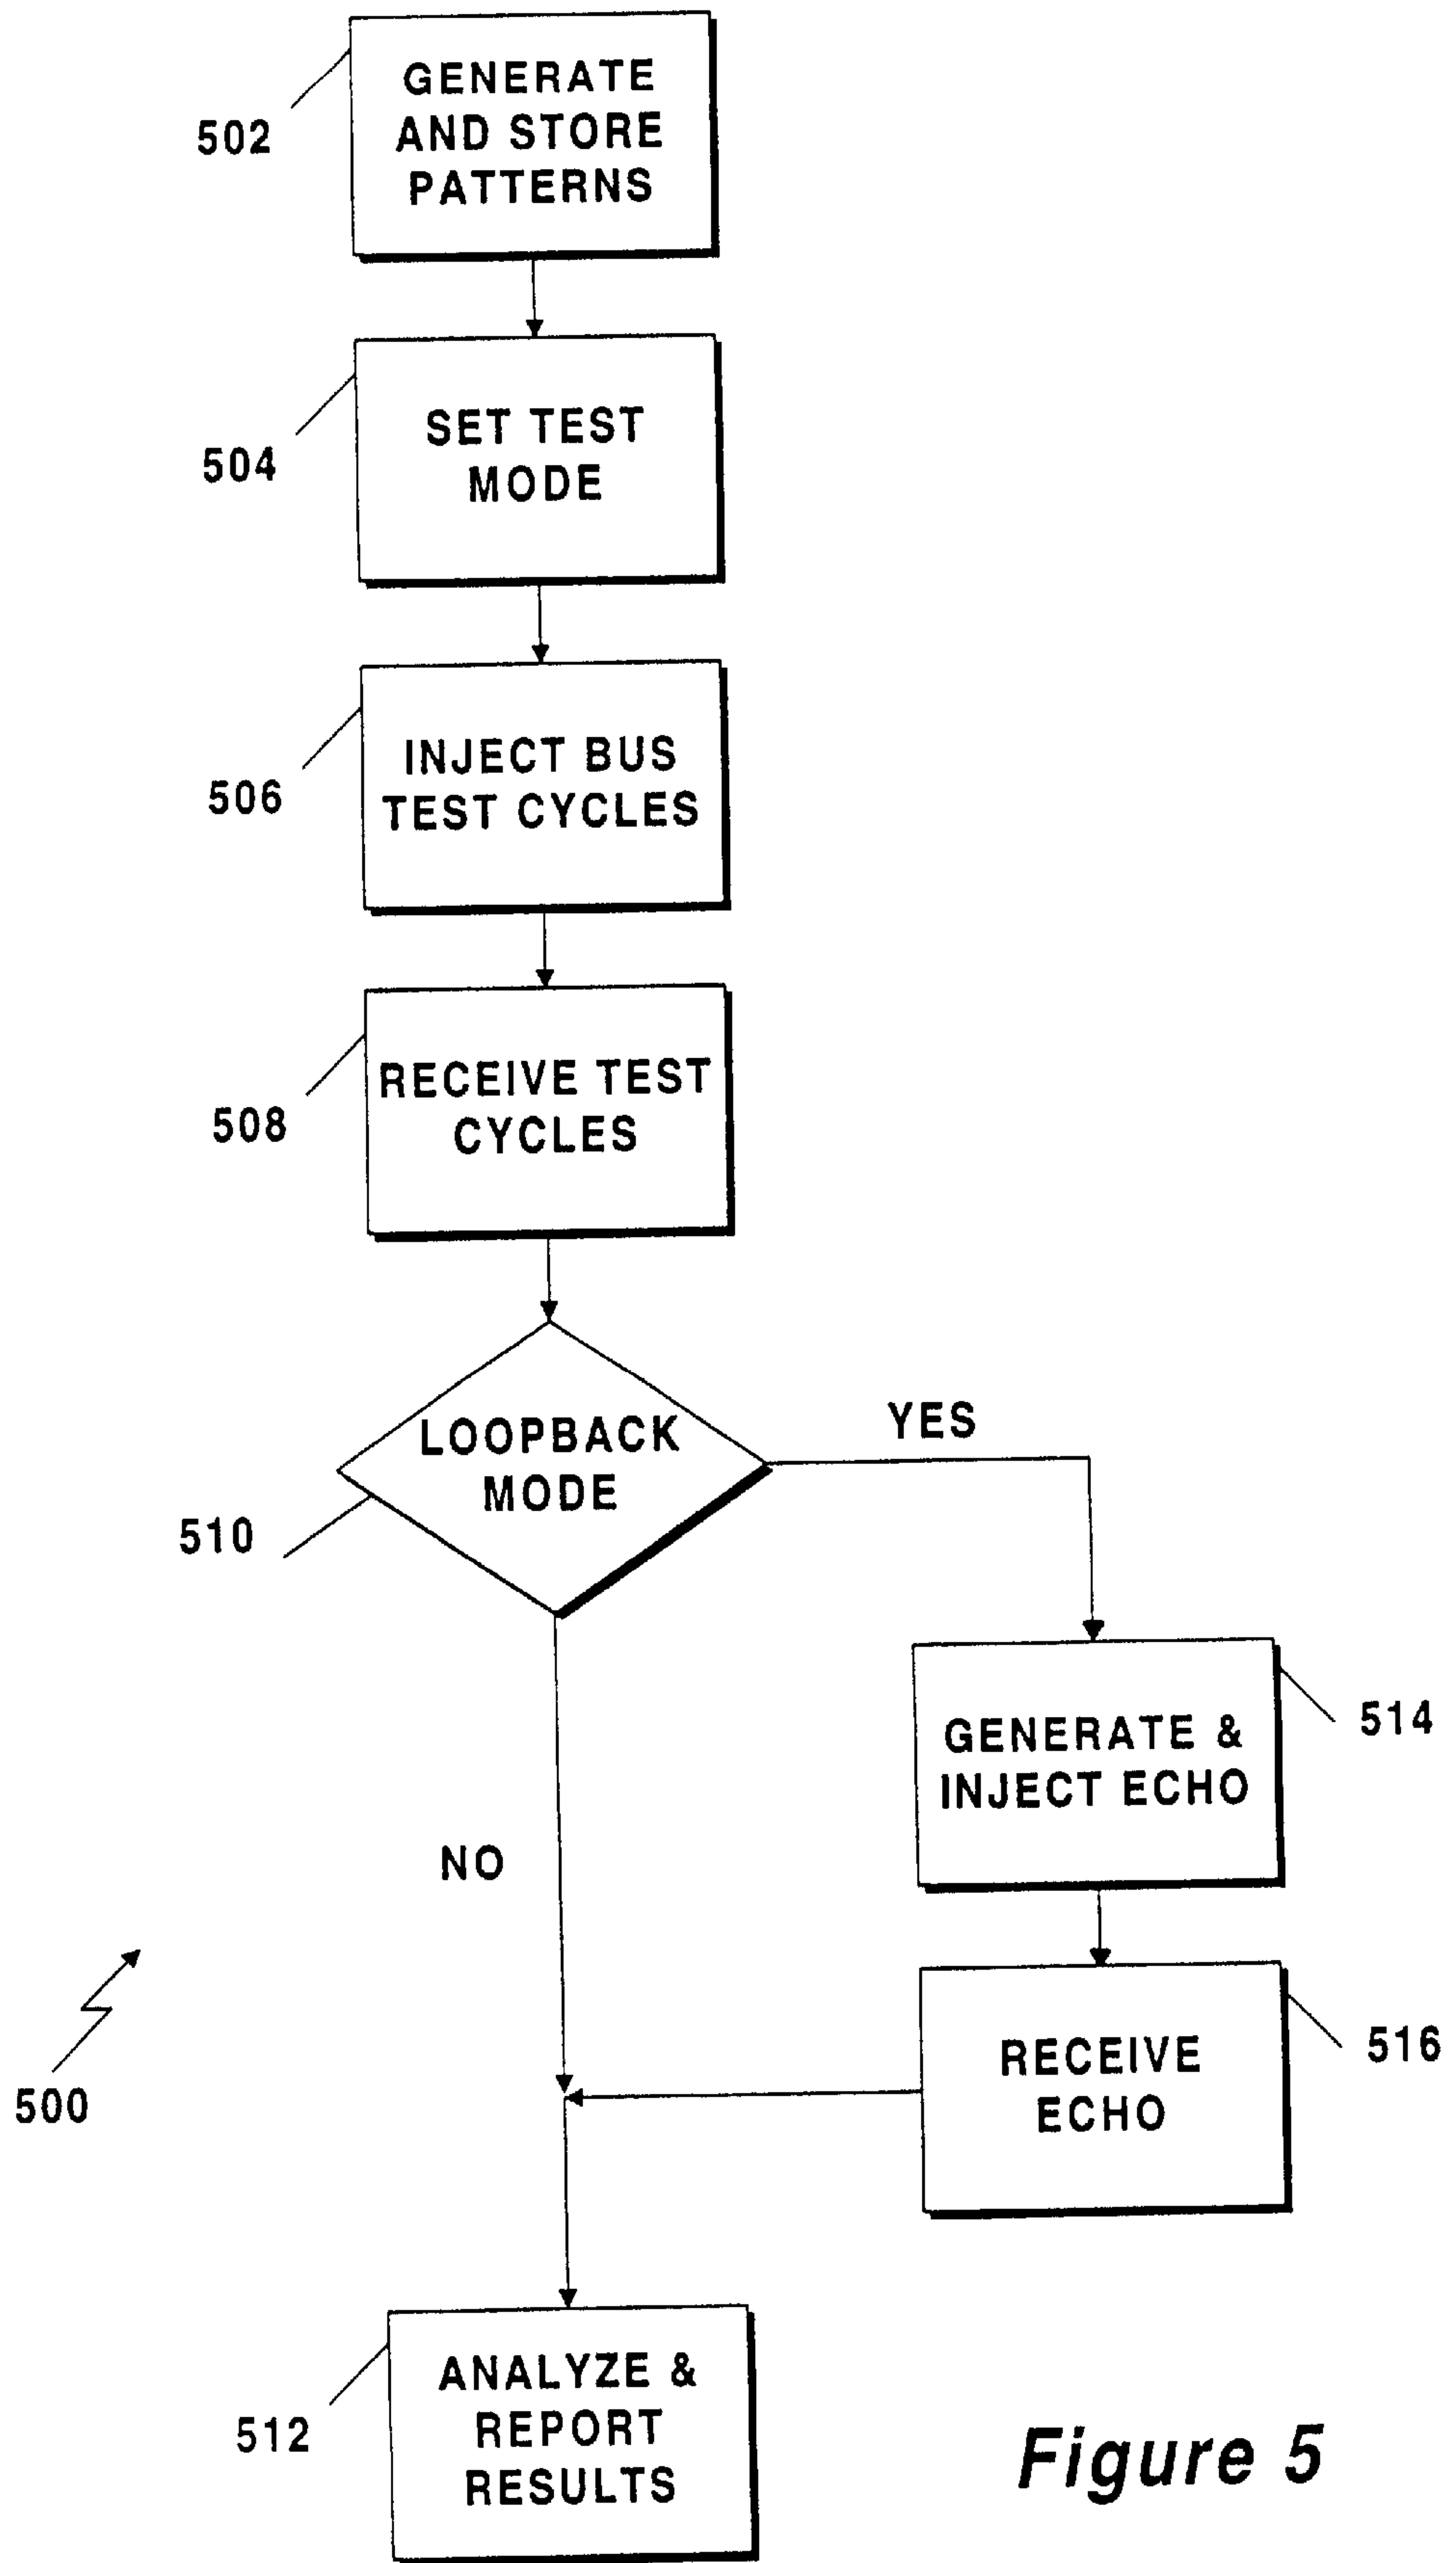 GENERATE
AND STORE
PATTERNS
502
SET TEST
MODE
504
INJECT BUS
TEST CYCLES
506
RECEIVE TEST
CYCLES
508
LOOPBACK
MODE
YES
510
GENERATE &
INJECT ECHO
514
NO
RECEIVE
ECHO
516
500
ANALYZE &
REPORT
RESULTS
512
Figure 5